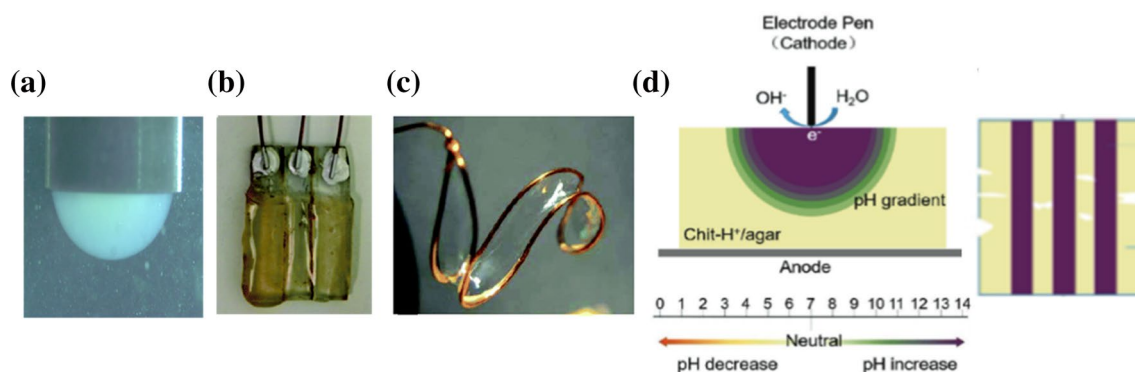 (a)
(b)
(c)
(d)
Electrode Pen
(Cathode)
OH-
H2O
e-
pH gradient
Chit-H+/agar
Anode
0 1 2 3 4 5 6 7 8 9 10 11 12 13 14
Neutral
pH decrease
pH increase